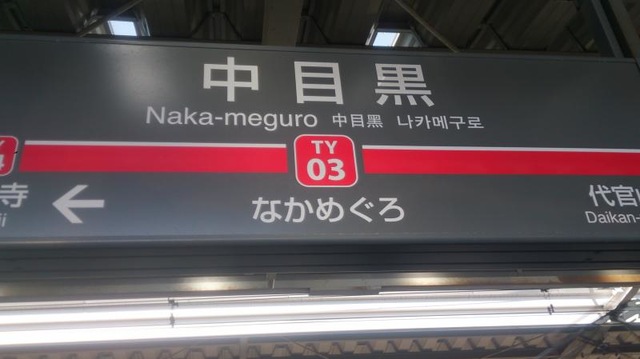 中目黒
Naka-meguro 中目黑 나카메구로
TY
03
寺
代官
Daikan-
なかめぐろ